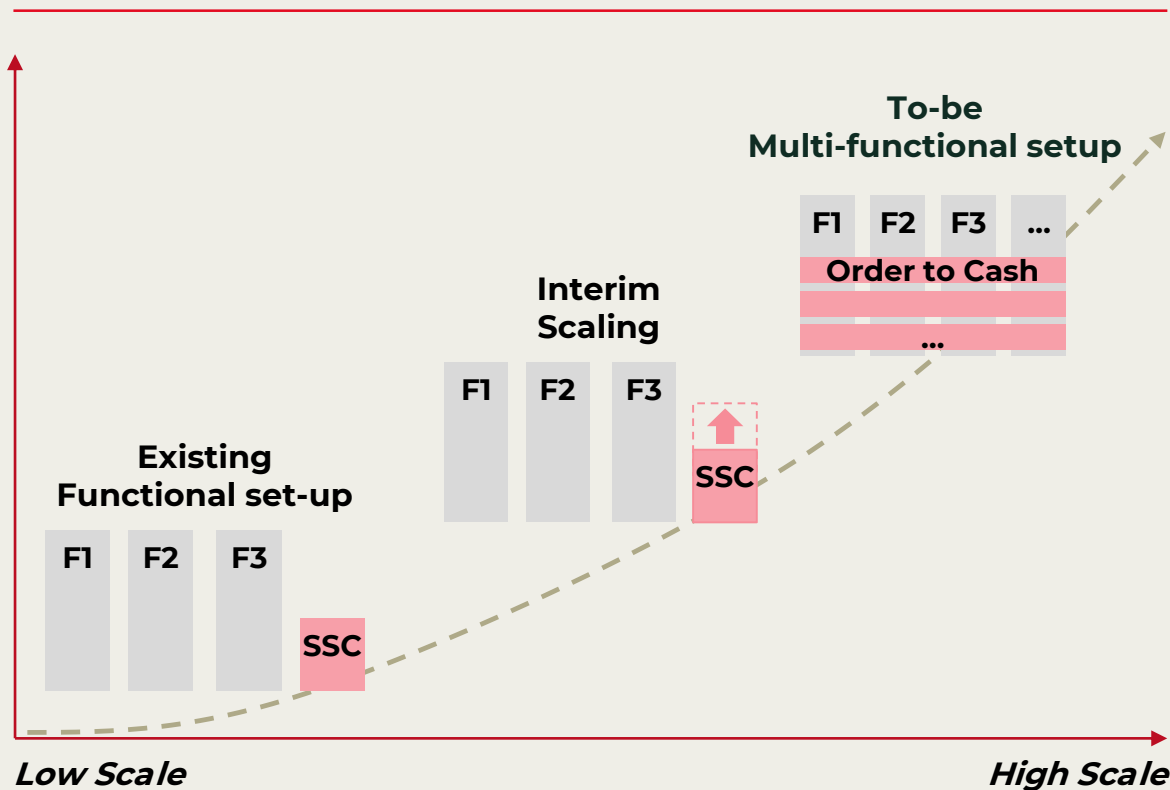 To-be
Multi-functional setup
F1 F2 F3 ...
Order to Cash
...
Interim
Scaling
F1 F2 F3
SSC
Existing
Functional set-up
F1 F2 F3
SSC
Low Scale High Scale